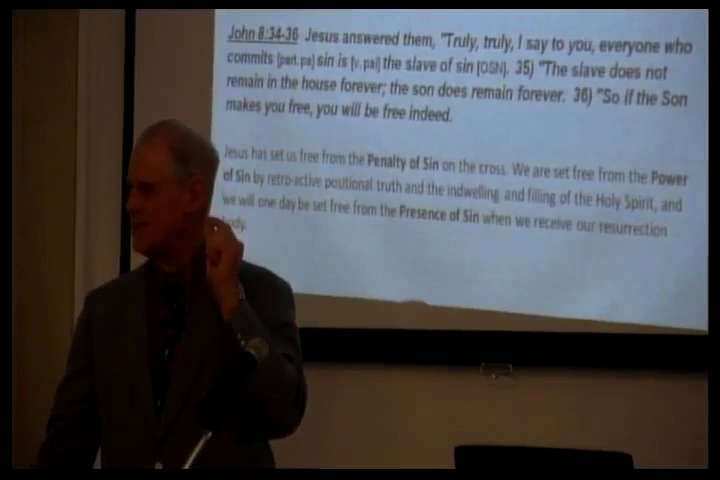 John 8:34-36 Jesus answered them, "Truly, truly, I say to you, everyone who
commits [part. pa] sin is [v. pai] the slave of sin [OSN]. 35) "The slave does not
remain in the house forever; the son does remain forever. 36) "So if the Son
makes you free, you will be free indeed.
Jesus has set us free from the Penalty of Sin on the cross. We are set free from the Power
of Sin by retro-active positional truth and the indwelling and filling of the Holy Spirit, and
we will one day be set free from the Presence of Sin when we receive our resurrection
body.